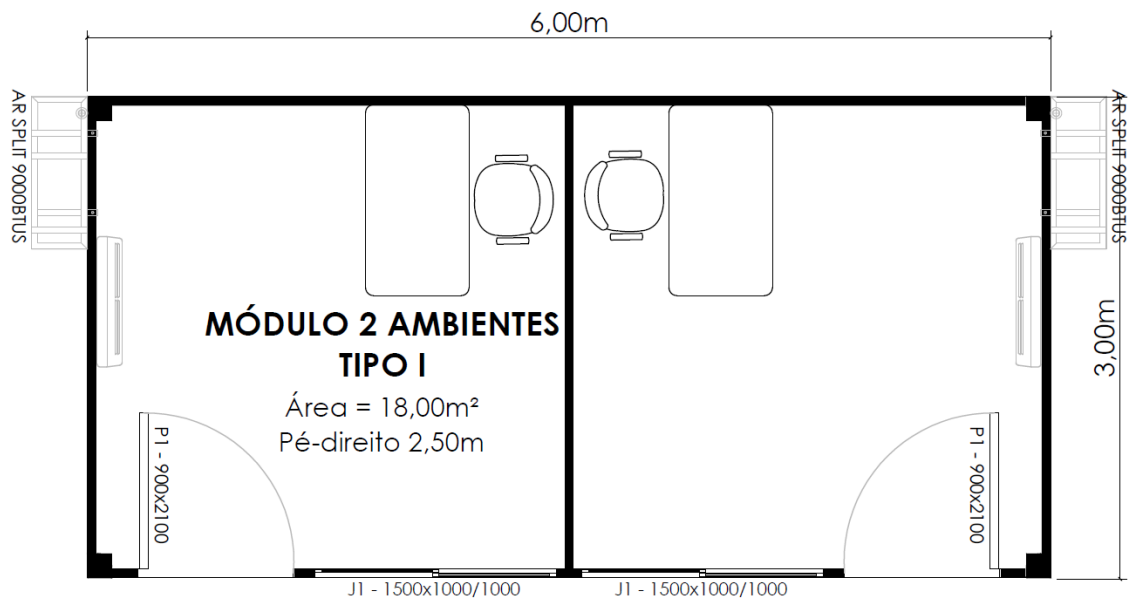 6,00m
AR SPLIT 9000BTUS
AR SPLIT 9000BTUS
3,00m
MÓDULO 2 AMBIENTES
TIPO I
Área = 18,00m²
Pé-direito 2,50m
P1 - 900x2100
P1 - 900x2100
J1 - 1500x1000/1000
J1 - 1500x1000/1000